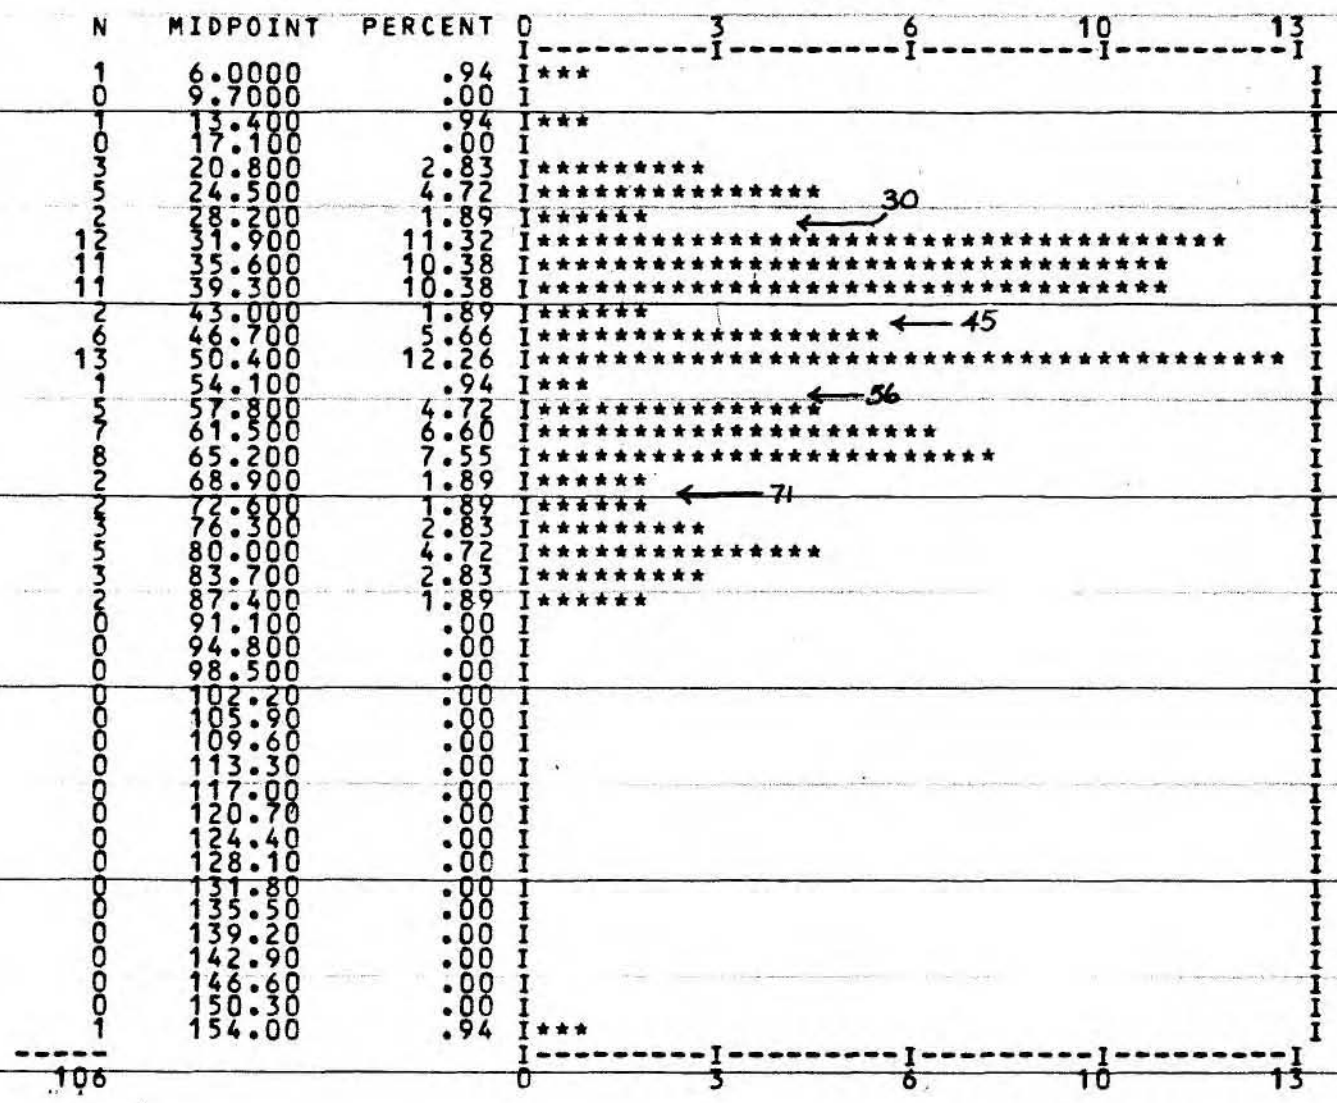 N MIDPOINT PERCENT 0 3 6 10 13
I---------I---------I---------I---------I
1 6.0000 .94 I*** I
0 9.7000 .00 I I
1 13.400 .94 I*** I
0 17.100 .00 I I
3 20.800 2.83 I********* I
5 24.500 4.72 I*************** I
2 28.200 1.89 I****** ← 30 I
12 31.900 11.32 I************************************ I
11 35.600 10.38 I********************************* I
11 39.300 10.38 I********************************* I
2 43.000 1.89 I****** I
6 46.700 5.66 I****************** ← 45 I
13 50.400 12.26 I*************************************** I
1 54.100 .94 I*** ← 56 I
5 57.800 4.72 I*************** I
7 61.500 6.60 I********************* I
8 65.200 7.55 I************************ I
2 68.900 1.89 I****** ← 71 I
2 72.600 1.89 I****** I
3 76.300 2.83 I********* I
5 80.000 4.72 I*************** I
3 83.700 2.83 I********* I
2 87.400 1.89 I****** I
0 91.100 .00 I I
0 94.800 .00 I I
0 98.500 .00 I I
0 102.20 .00 I I
0 105.90 .00 I I
0 109.60 .00 I I
0 113.30 .00 I I
0 117.00 .00 I I
0 120.70 .00 I I
0 124.40 .00 I I
0 128.10 .00 I I
0 131.80 .00 I I
0 135.50 .00 I I
0 139.20 .00 I I
0 142.90 .00 I I
0 146.60 .00 I I
0 150.30 .00 I I
1 154.00 .94 I*** I
----- I---------I---------I---------I---------I
106 0 3 6 10 13